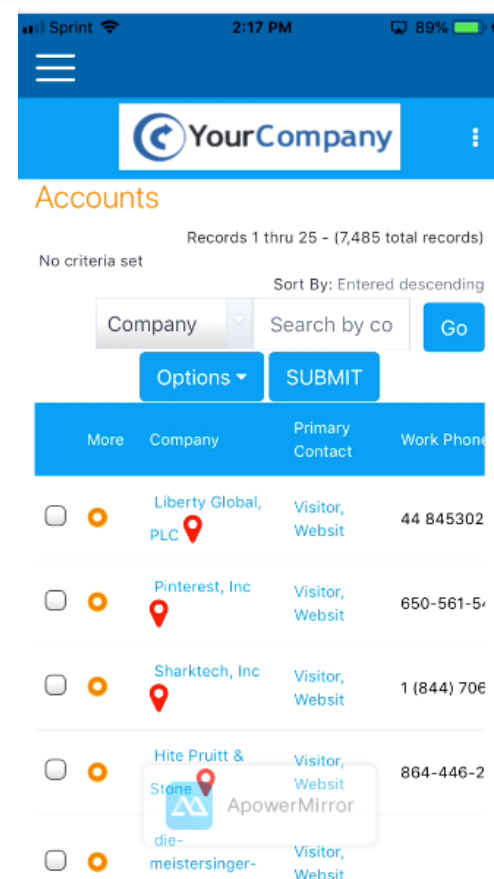 Sprint 2:17 PM 89%
YourCompany
Accounts
Records 1 thru 25 - (7,485 total records)
No criteria set
Sort By: Entered descending
Company Search by co Go
Options SUBMIT
More Company Primary Contact Work Phone
Liberty Global, PLC Visitor, Websit 44 845302
Pinterest, Inc Visitor, Websit 650-561-5
Sharktech, Inc Visitor, Websit 1 (844) 706
Hite Pruitt & Stone Visitor, Websit 864-446-2
ApowerMirror
die-meistersinger- Visitor, Websit